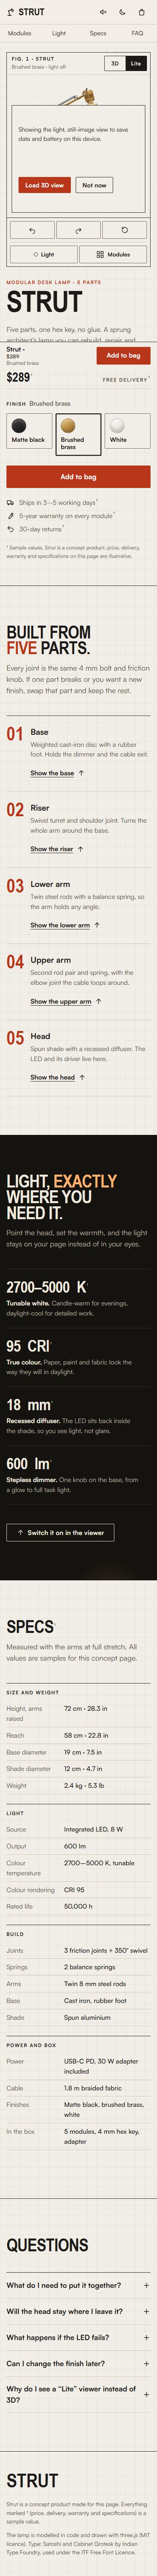 STRUT
Modules Light Specs FAQ
FIG. 1 · STRUT
Brushed brass · light off
3D Lite
Showing the light, still-image view to save
data and battery on this device.
Load 3D view Not now
Light Modules
MODULAR DESK LAMP · 5 PARTS
STRUT
Five parts, one hex key, no glue. A sprung
Strut ·
$289
Brushed brass
Add to bag
$289
FREE DELIVERY
FINISH Brushed brass
Matte black
Brushed
brass
White
Add to bag
Ships in 3–5 working days
5-year warranty on every module
30-day returns
Sample values. Strut is a concept product; price, delivery,
warranty and specifications on this page are illustrative.
BUILT FROM
FIVE PARTS.
Every joint is the same 4 mm bolt and friction
knob. If one part breaks or you want a new
finish, swap that part and keep the rest.
01 Base
Weighted cast-iron disc with a rubber
foot. Holds the dimmer and the cable exit.
Show the base ↑
02 Riser
Swivel turret and shoulder joint. Turns the
whole arm around the base.
Show the riser ↑
03 Lower arm
Twin steel rods with a balance spring, so
the arm holds any angle.
Show the lower arm ↑
04 Upper arm
Second rod pair and spring, with the
elbow joint the cable loops around.
Show the upper arm ↑
05 Head
Spun shade with a recessed diffuser. The
LED and its driver live here.
Show the head ↑
LIGHT, EXACTLY
WHERE YOU
NEED IT.
Point the head, set the warmth, and the light
stays on your page instead of in your eyes.
2700–5000 K
Tunable white. Candle-warm for evenings,
daylight-cool for detailed work.
95 CRI
True colour. Paper, paint and fabric look the
way they will in daylight.
18 mm
Recessed diffuser. The LED sits back inside
the shade, so you see light, not glare.
600 lm
Stepless dimmer. One knob on the base, from
a glow to full task light.
↑ Switch it on in the viewer
SPECS
Measured with the arms at full stretch. All
values are samples for this concept page.
SIZE AND WEIGHT
Height, arms
raised
72 cm · 28.3 in
Reach 58 cm · 22.8 in
Base diameter 19 cm · 7.5 in
Shade diameter 12 cm · 4.7 in
Weight 2.4 kg · 5.3 lb
LIGHT
Source Integrated LED, 8 W
Output 600 lm
Colour
temperature
2700–5000 K, tunable
Colour rendering CRI 95
Rated life 50,000 h
BUILD
Joints 3 friction joints + 350° swivel
Springs 2 balance springs
Arms Twin 8 mm steel rods
Base Cast iron, rubber foot
Shade Spun aluminium
POWER AND BOX
Power USB-C PD, 30 W adapter
included
Cable 1.8 m braided fabric
Finishes Matte black, brushed brass,
white
In the box 5 modules, 4 mm hex key,
adapter
QUESTIONS
What do I need to put it together? +
Will the head stay where I leave it? +
What happens if the LED fails? +
Can I change the finish later? +
Why do I see a “Lite” viewer instead of
3D? +
STRUT
Strut is a concept product made for this page. Everything
marked ° (price, delivery, warranty and specifications) is a
sample value.
The lamp is modelled in code and drawn with three.js (MIT
licence). Type: Satoshi and Cabinet Grotesk by Indian
Type Foundry, used under the ITF Free Font Licence.